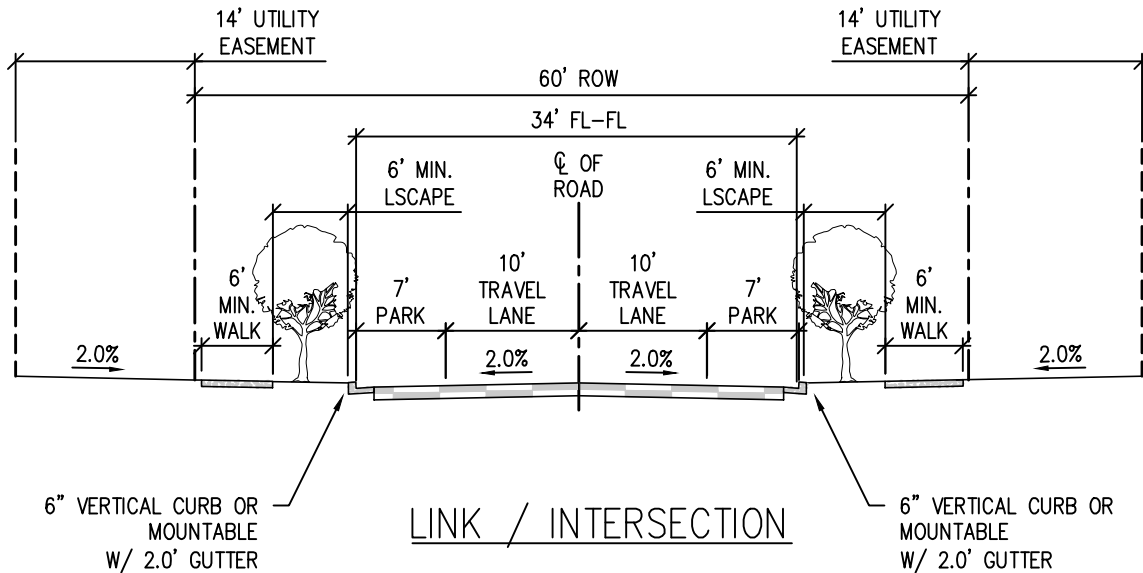 14' UTILITY
EASEMENT
14' UTILITY
EASEMENT
60' ROW
34' FL-FL
6' MIN.
LSCAPE
℄ OF
ROAD
6' MIN.
LSCAPE
6'
MIN.
WALK
7'
PARK
10'
TRAVEL
LANE
10'
TRAVEL
LANE
7'
PARK
6'
MIN.
WALK
2.0%
2.0%
2.0%
2.0%
6" VERTICAL CURB OR
MOUNTABLE
W/ 2.0' GUTTER
LINK / INTERSECTION
6" VERTICAL CURB OR
MOUNTABLE
W/ 2.0' GUTTER